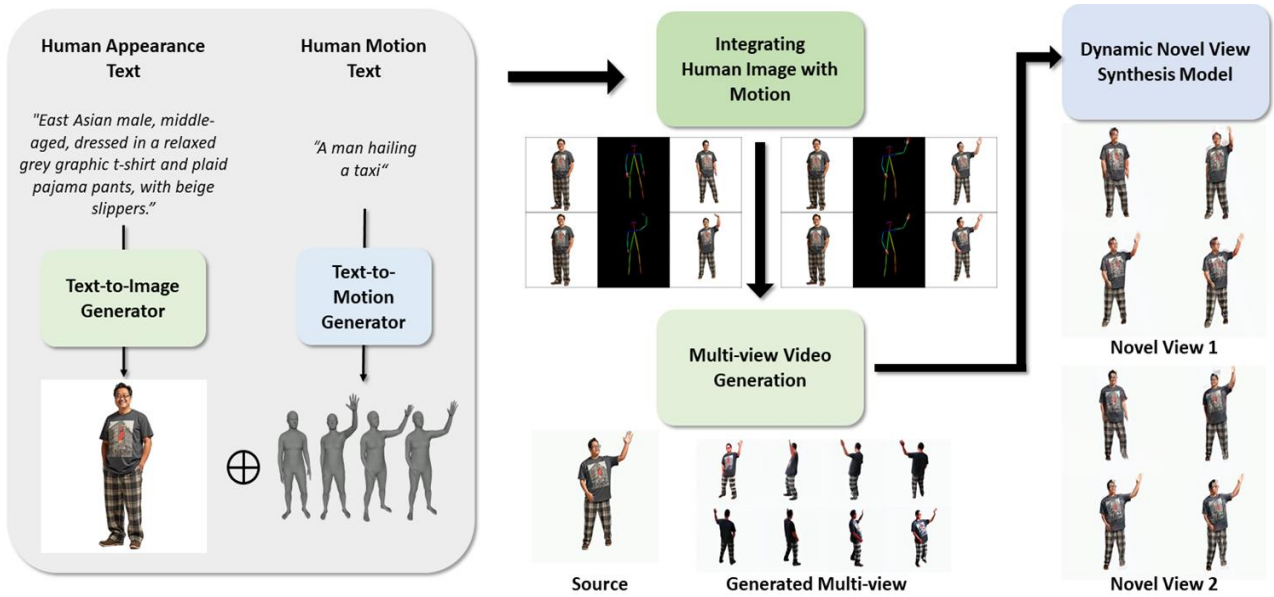 Human Appearance
Text
"East Asian male, middle-
aged, dressed in a relaxed
grey graphic t-shirt and plaid
pajama pants, with beige
slippers.”
Text-to-Image
Generator
Human Motion
Text
“A man hailing
a taxi“
Text-to-
Motion
Generator
Integrating
Human Image with
Motion
Multi-view Video
Generation
Source
Generated Multi-view
Dynamic Novel View
Synthesis Model
Novel View 1
Novel View 2